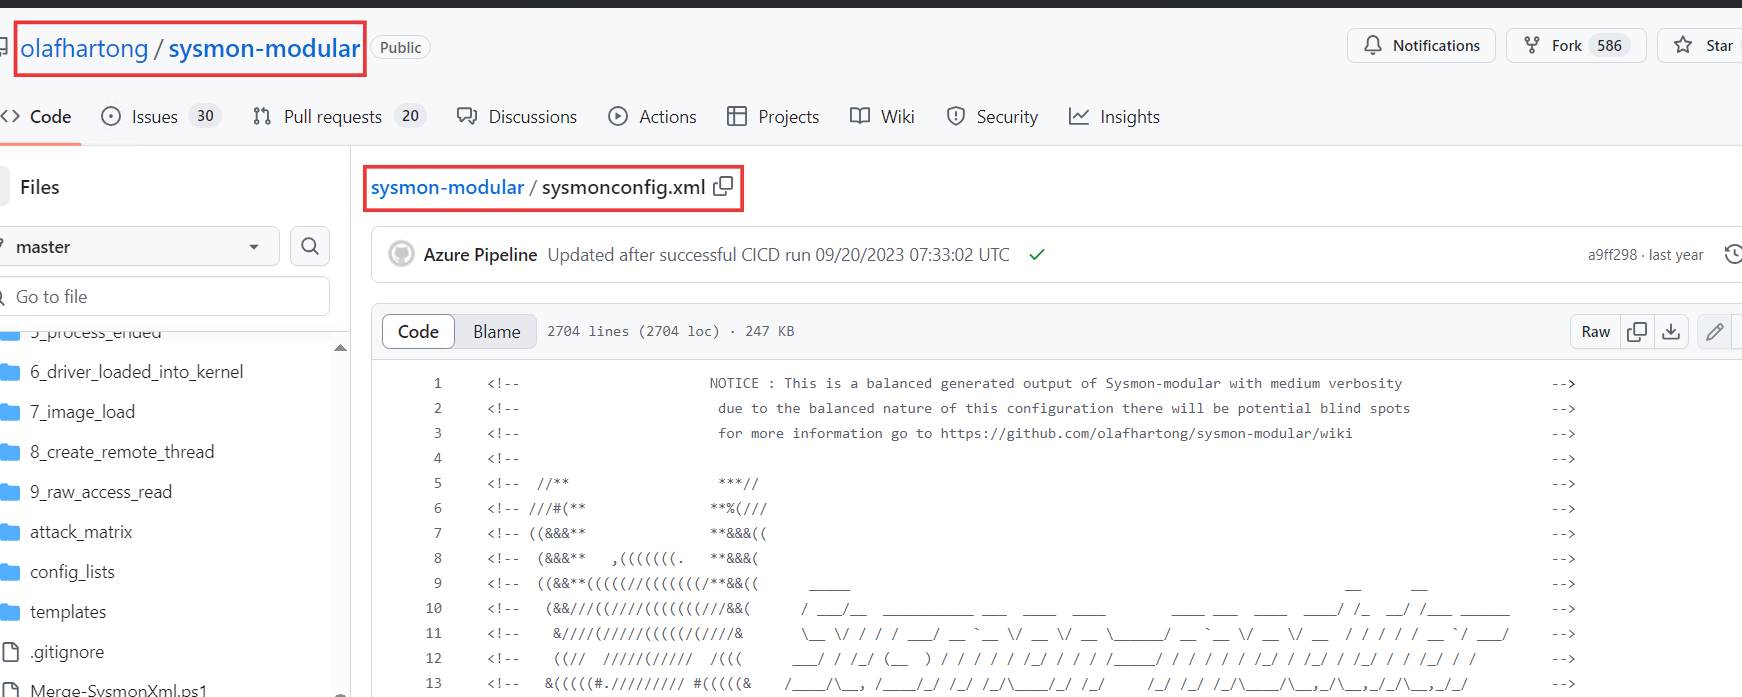 olafhartong / sysmon-modular Public Notifications Fork 586 Star
<> Code Issues 30 Pull requests 20 Discussions Actions Projects Wiki Security Insights
Files
sysmon-modular / sysmonconfig.xml
master
Azure Pipeline Updated after successful CICD run 09/20/2023 07:33:02 UTC a9ff298 · last year
Go to file
5_process_ended
Code Blame 2704 lines (2704 loc) · 247 KB Raw
6_driver_loaded_into_kernel
7_image_load
8_create_remote_thread
9_raw_access_read
attack_matrix
config_lists
templates
.gitignore
Merge-SysmonXml.ps1
1 <!-- NOTICE : This is a balanced generated output of Sysmon-modular with medium verbosity -->
2 <!-- due to the balanced nature of this configuration there will be potential blind spots -->
3 <!-- for more information go to https://github.com/olafhartong/sysmon-modular/wiki -->
4 <!-- -->
5 <!-- //** ***// -->
6 <!-- ///#(** **%(/// -->
7 <!-- ((&&&** **&&&(( -->
8 <!-- (&&&** ,(((((((. **&&&( -->
9 <!-- ((&&**(((((//(((((((/**&&(( _____ __ __ -->
10 <!-- (&&///((////(((((((///&&( / ___/__ ___________ ___ ____ ____ ____ ___ ____ ____/ /_ __/ /___ ______ -->
11 <!-- &////(/////(((((/(////& \__ \/ / / / ___/ __ `__ \/ __ \/ __ \______/ __ `__ \/ __ \/ __ / / / / / __ `/ ___/ -->
12 <!-- ((// /////(///// /((( ___/ / /_/ (__ ) / / / / / /_/ / / / /_____/ / / / / / /_/ / /_/ / /_/ / / /_/ / / -->
13 <!-- &(((((#.///////// #(((((& /____/\__, /____/_/ /_/ /_/\____/_/ /_/ /_/ /_/ /_/\____/\__,_/\__,_/_/\__,_/_/ -->